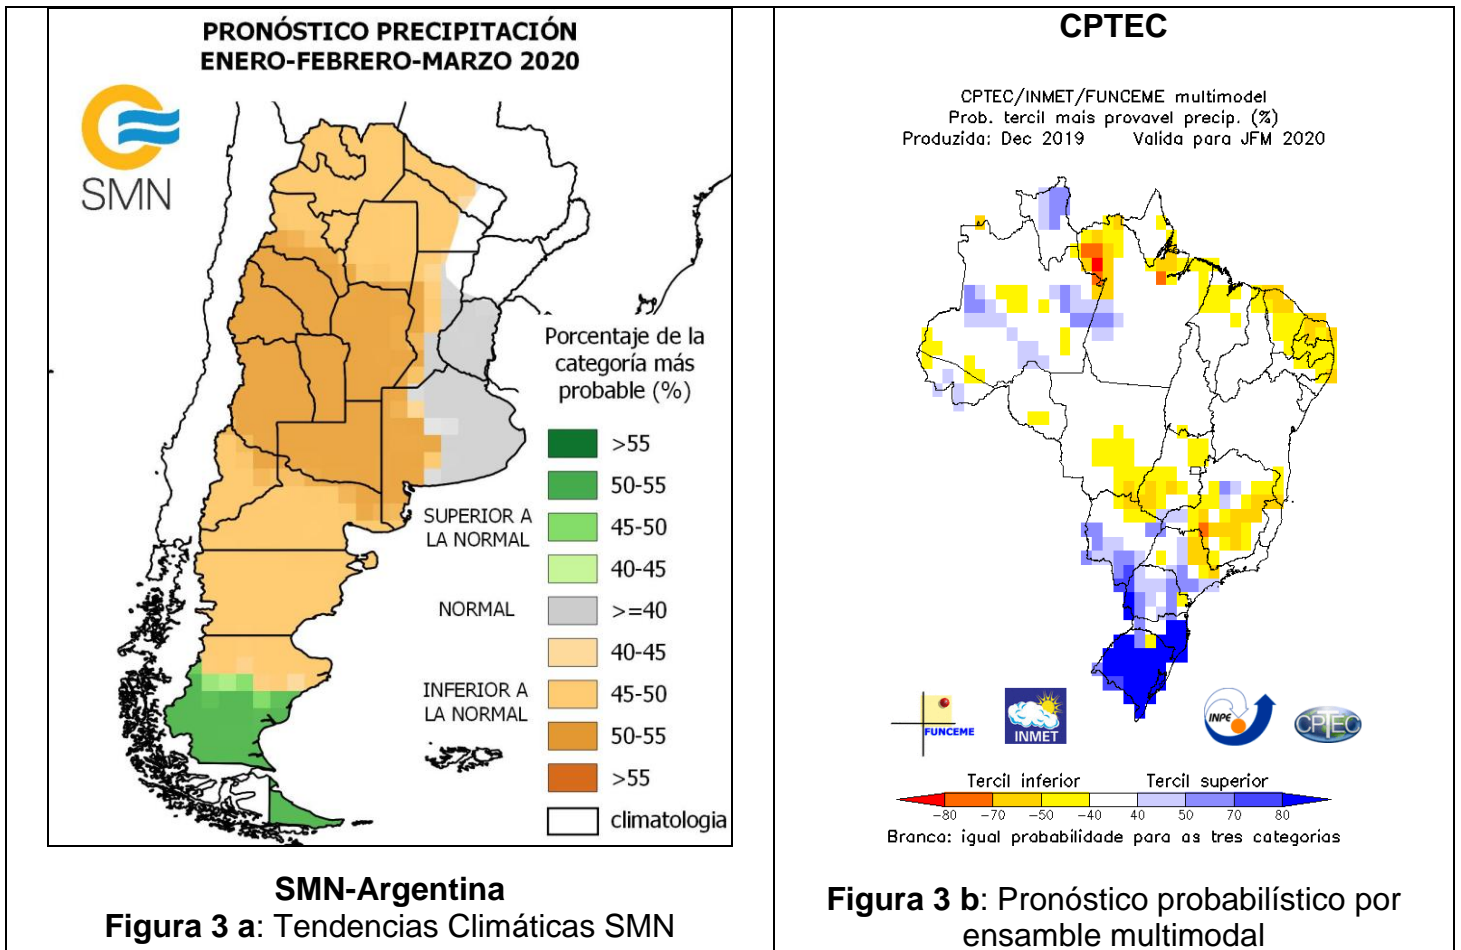 PRONÓSTICO PRECIPITACIÓN
ENERO-FEBRERO-MARZO 2020
SMN
Porcentaje de la
categoría más
probable (%)
>55
50-55
SUPERIOR A
LA NORMAL
45-50
40-45
NORMAL
>=40
40-45
INFERIOR A
LA NORMAL
45-50
50-55
>55
climatologia
SMN-Argentina
Figura 3 a: Tendencias Climáticas SMN
CPTEC
CPTEC/INMET/FUNCEME multimodel
Prob. tercil mais provavel precip. (%)
Produzida: Dec 2019 Valida para JFM 2020
FUNCEME
INMET
INPE
CPTEC
Tercil inferior Tercil superior
-80 -70 -50 -40 40 50 70 80
Branca: igual probabilidade para as tres categorias
Figura 3 b: Pronóstico probabilístico por
ensamble multimodal